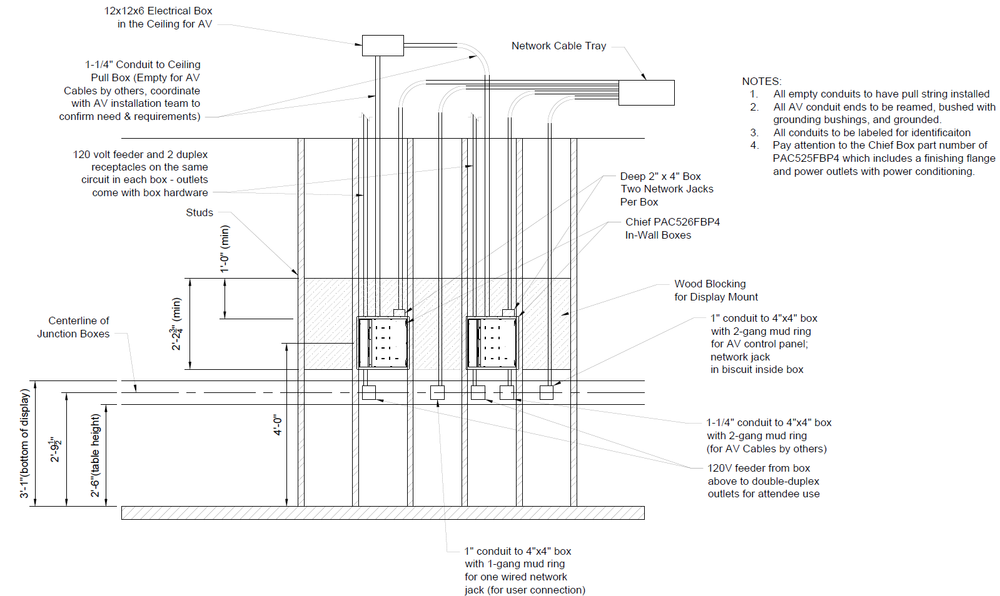 12x12x6 Electrical Box
in the Ceiling for AV
Network Cable Tray
1-1/4" Conduit to Ceiling
Pull Box (Empty for AV
Cables by others, coordinate
with AV installation team to
confirm need & requirements)
NOTES:
1. All empty conduits to have pull string installed
2. All AV conduit ends to be reamed, bushed with
grounding bushings, and grounded.
3. All conduits to be labeled for identificaiton
4. Pay attention to the Chief Box part number of
PAC525FBP4 which includes a finishing flange
and power outlets with power conditioning.
120 volt feeder and 2 duplex
receptacles on the same
circuit in each box - outlets
come with box hardware
Deep 2" x 4" Box
Two Network Jacks
Per Box
Studs
Chief PAC526FBP4
In-Wall Boxes
1'-0" (min)
2'-2 3/4" (min)
Wood Blocking
for Display Mount
Centerline of
Junction Boxes
1" conduit to 4"x4" box
with 2-gang mud ring
for AV control panel;
network jack
in biscuit inside box
3'-1"(bottom of display)
2'-9 1/2"
2'-6"(table height)
4'-0"
1-1/4" conduit to 4"x4" box
with 2-gang mud ring
(for AV Cables by others)
120V feeder from box
above to double-duplex
outlets for attendee use
1" conduit to 4"x4" box
with 1-gang mud ring
for one wired network
jack (for user connection)